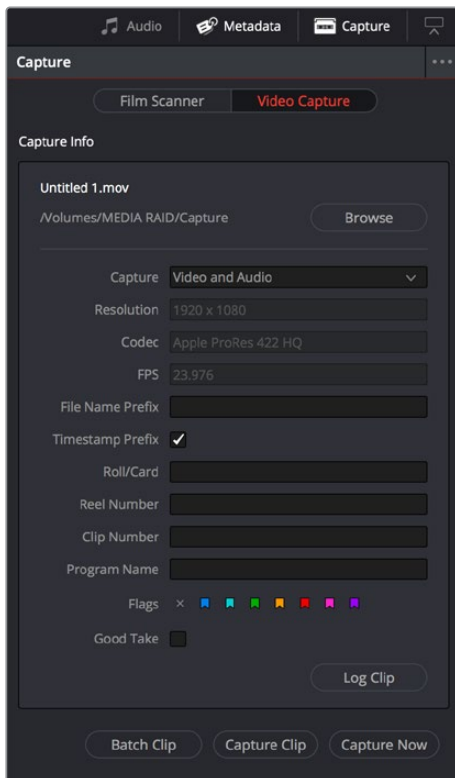 Audio Metadata Capture
Capture
Film Scanner Video Capture
Capture Info
Untitled 1.mov
/Volumes/MEDIA RAID/Capture Browse
Capture Video and Audio
Resolution 1920 x 1080
Codec Apple ProRes 422 HQ
FPS 23.976
File Name Prefix
Timestamp Prefix
Roll/Card
Reel Number
Clip Number
Program Name
Flags
Good Take
Log Clip
Batch Clip Capture Clip Capture Now